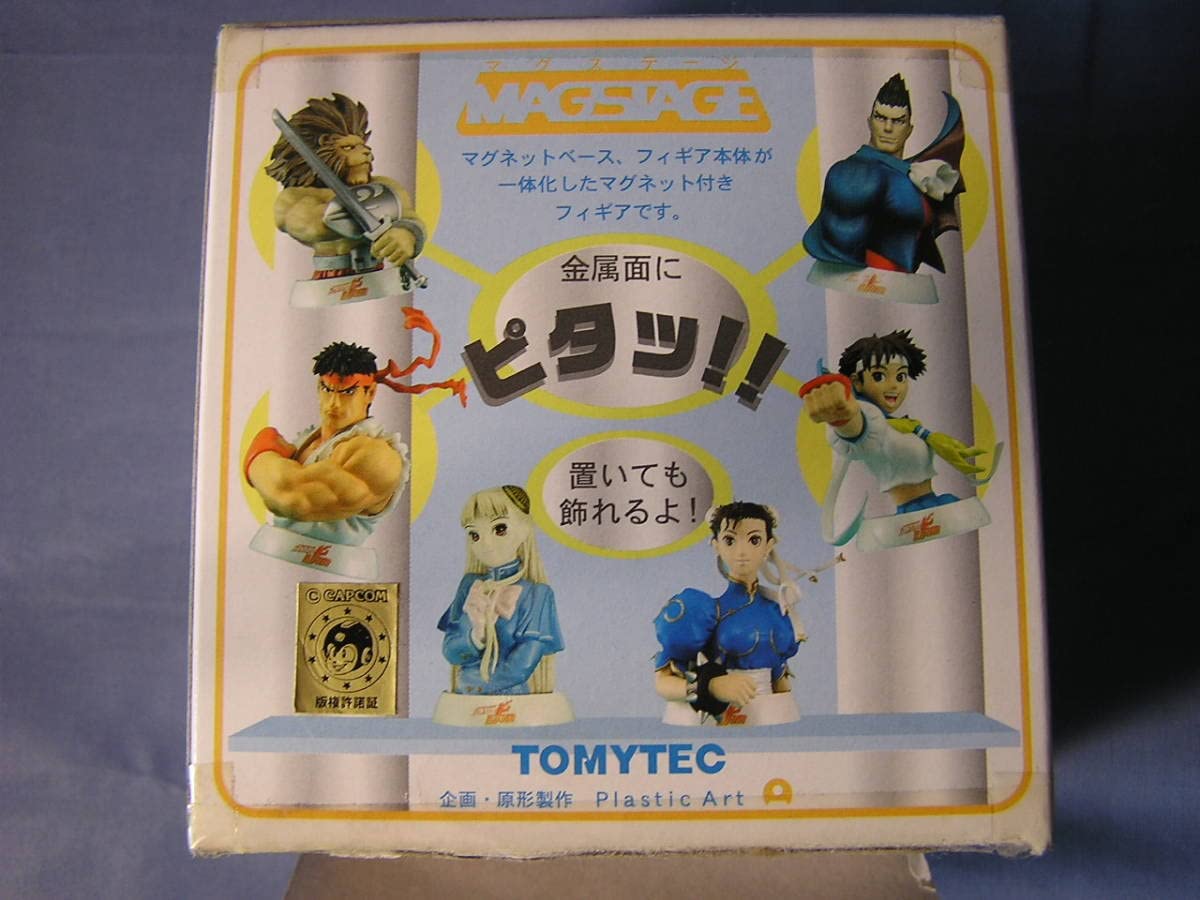 マグステージ
MAGSTAGE
マグネットベース、フィギア本体が
一体化したマグネット付き
フィギアです。
金属面に
ピタッ!!
置いても
飾れるよ!
© CAPCOM
版権許諾証
TOMYTEC
企画・原形製作 Plastic Art